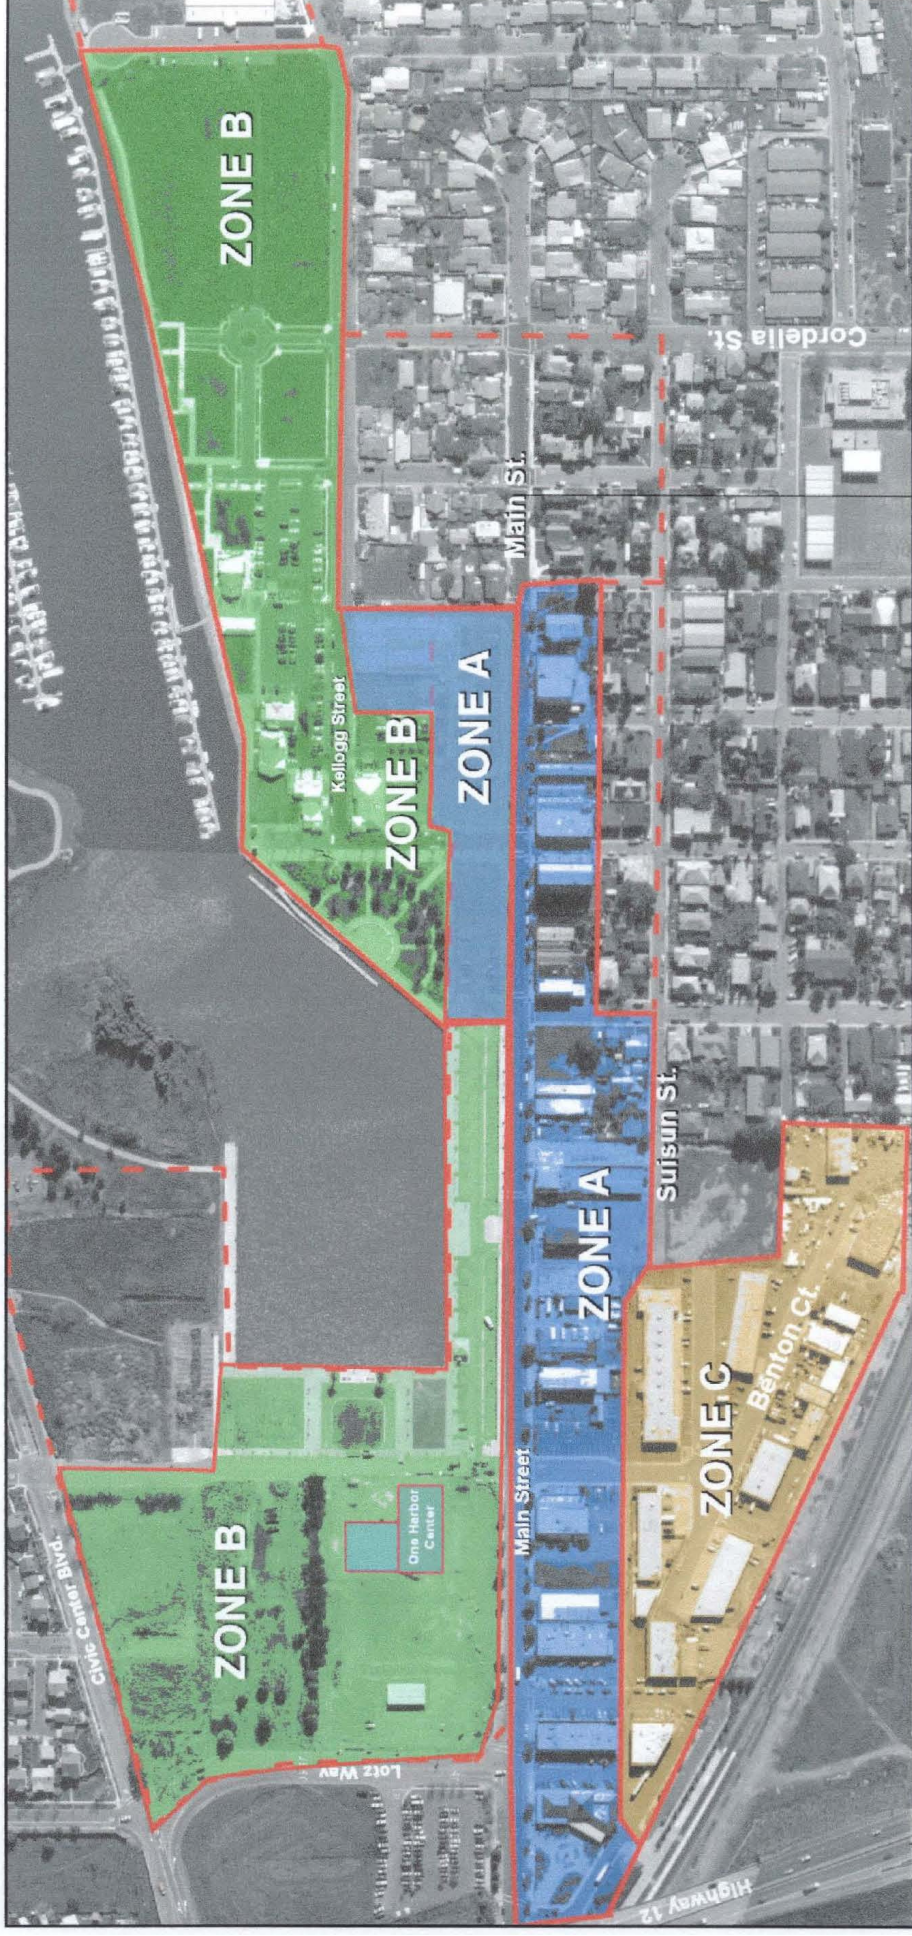 ZONE B
Cordelia St.
Main St.
Kellogg Street
ZONE B
ZONE A
Suisun St.
ZONE A
Benton Ct.
ZONE C
Main Street
One Harbor
Center
ZONE B
Civic Center Blvd.
Lotz Way
Highway
12